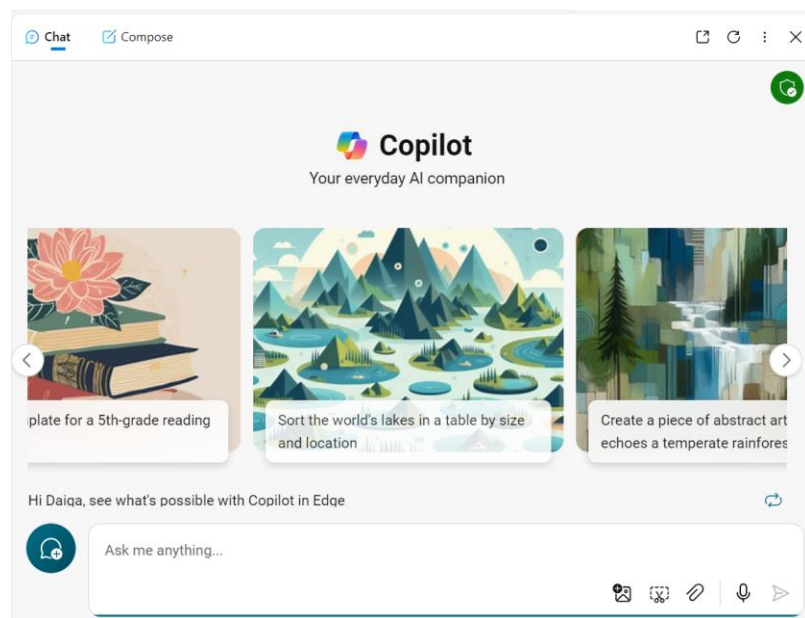 Chat
Compose
Copilot
Your everyday AI companion
plate for a 5th-grade reading
Sort the world's lakes in a table by size
and location
Create a piece of abstract art
echoes a temperate rainfores
Hi Daiga, see what's possible with Copilot in Edge
Ask me anything...